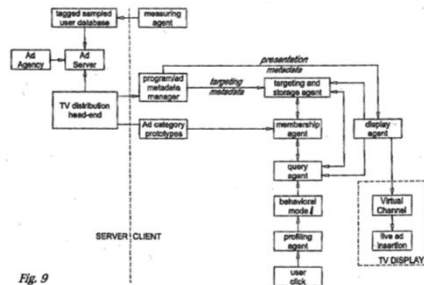 tagged sampled
user database
measuring
agent
Ad
Agency
Ad
Server
presentation
metadata
program/ad
metadata
manager
targeting
metadata
targeting and
storage agent
TV distribution
head-end
Ad category
prototypes
membership
agent
display
agent
query
agent
behavioral
model
Virtual
Channel
SERVER
CLIENT
profiling
agent
live ad
insertion
TV DISPLAY
user
click
Fig. 9